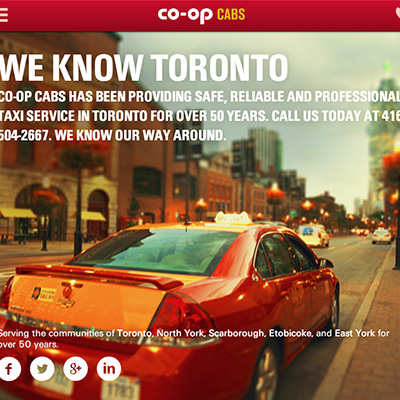 co-op CABS
WE KNOW TORONTO
CO-OP CABS HAS BEEN PROVIDING SAFE, RELIABLE AND PROFESSIONAL
TAXI SERVICE IN TORONTO FOR OVER 50 YEARS. CALL US TODAY AT 416
504-2667. WE KNOW OUR WAY AROUND.
co-op
Serving the communities of Toronto, North York, Scarborough, Etobicoke, and East York for
over 50 years.
f
g+
in